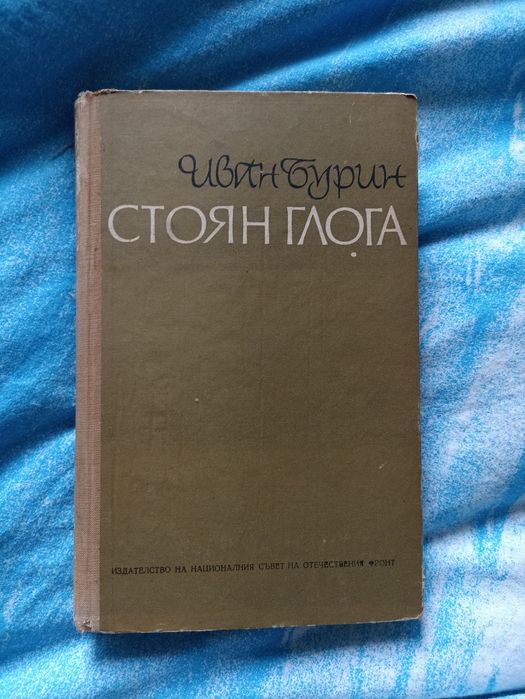 Иван Бурин
СТОЯН ГЛОГА
ИЗДАТЕЛСТВО НА НАЦИОНАЛНИЯ СЪВЕТ НА ОТЕЧЕСТВЕНИЯ ФРОНТ